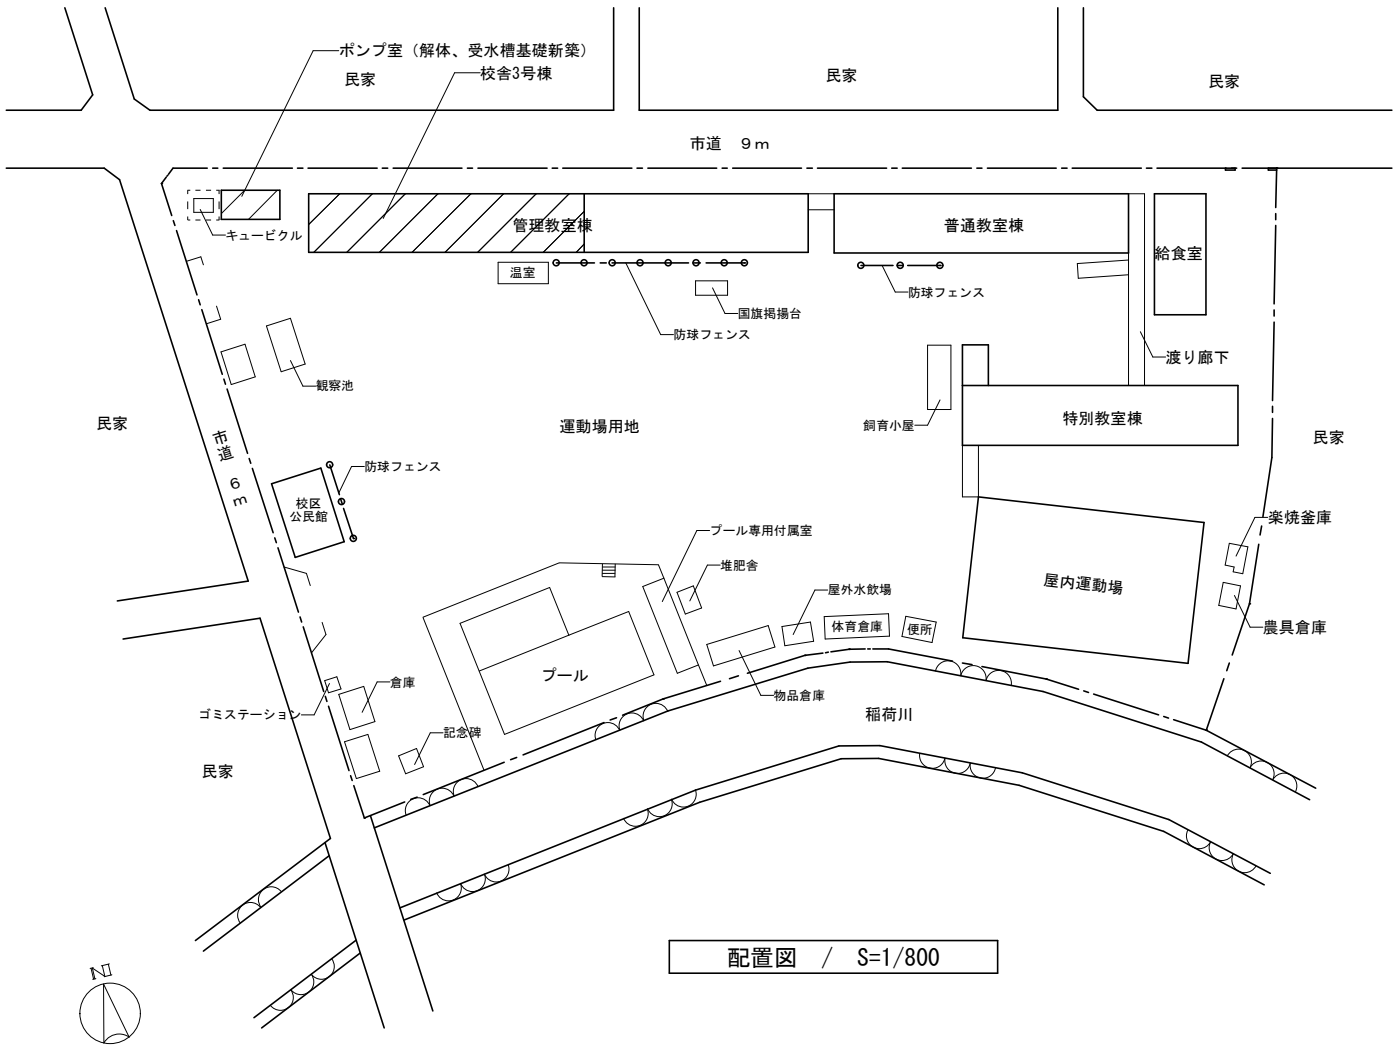 ポンプ室（解体、受水槽基礎新築）
校舎3号棟
民家
民家
民家
市道　9m
管理教室棟
普通教室棟
給食室
キュービクル
温室
国旗掲揚台
防球フェンス
防球フェンス
渡り廊下
観察池
飼育小屋
特別教室棟
民家
運動場用地
民家
市道　6m
防球フェンス
校区
公民館
プール専用付属室
堆肥舎
屋外水飲場
体育倉庫
便所
屋内運動場
楽焼釜庫
農具倉庫
プール
物品倉庫
倉庫
ゴミステーション
記念碑
稲荷川
民家
配置図　/　S=1/800
N